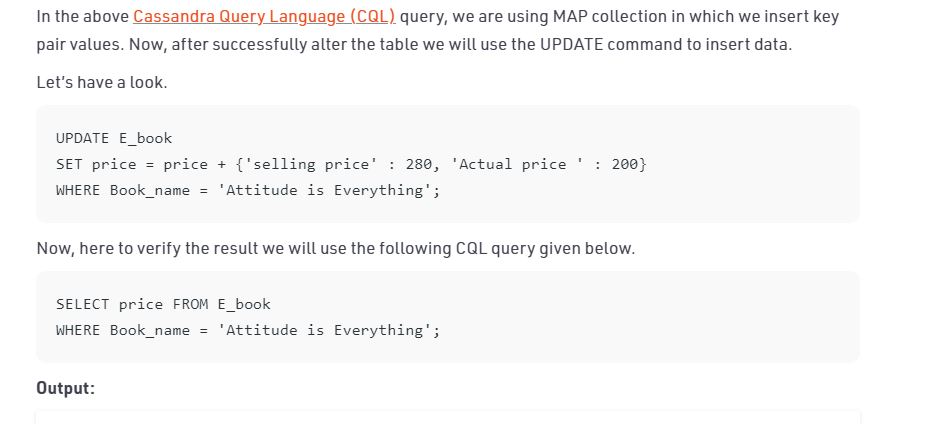 In the above Cassandra Query Language (CQL) query, we are using MAP collection in which we insert key
pair values. Now, after successfully alter the table we will use the UPDATE command to insert data.
Let's have a look.
UPDATE E_book
SET price = price + {'selling price' : 280, 'Actual price ' : 200}
WHERE Book_name = 'Attitude is Everything';
Now, here to verify the result we will use the following CQL query given below.
SELECT price FROM E_book
WHERE Book_name = 'Attitude is Everything';
Output: